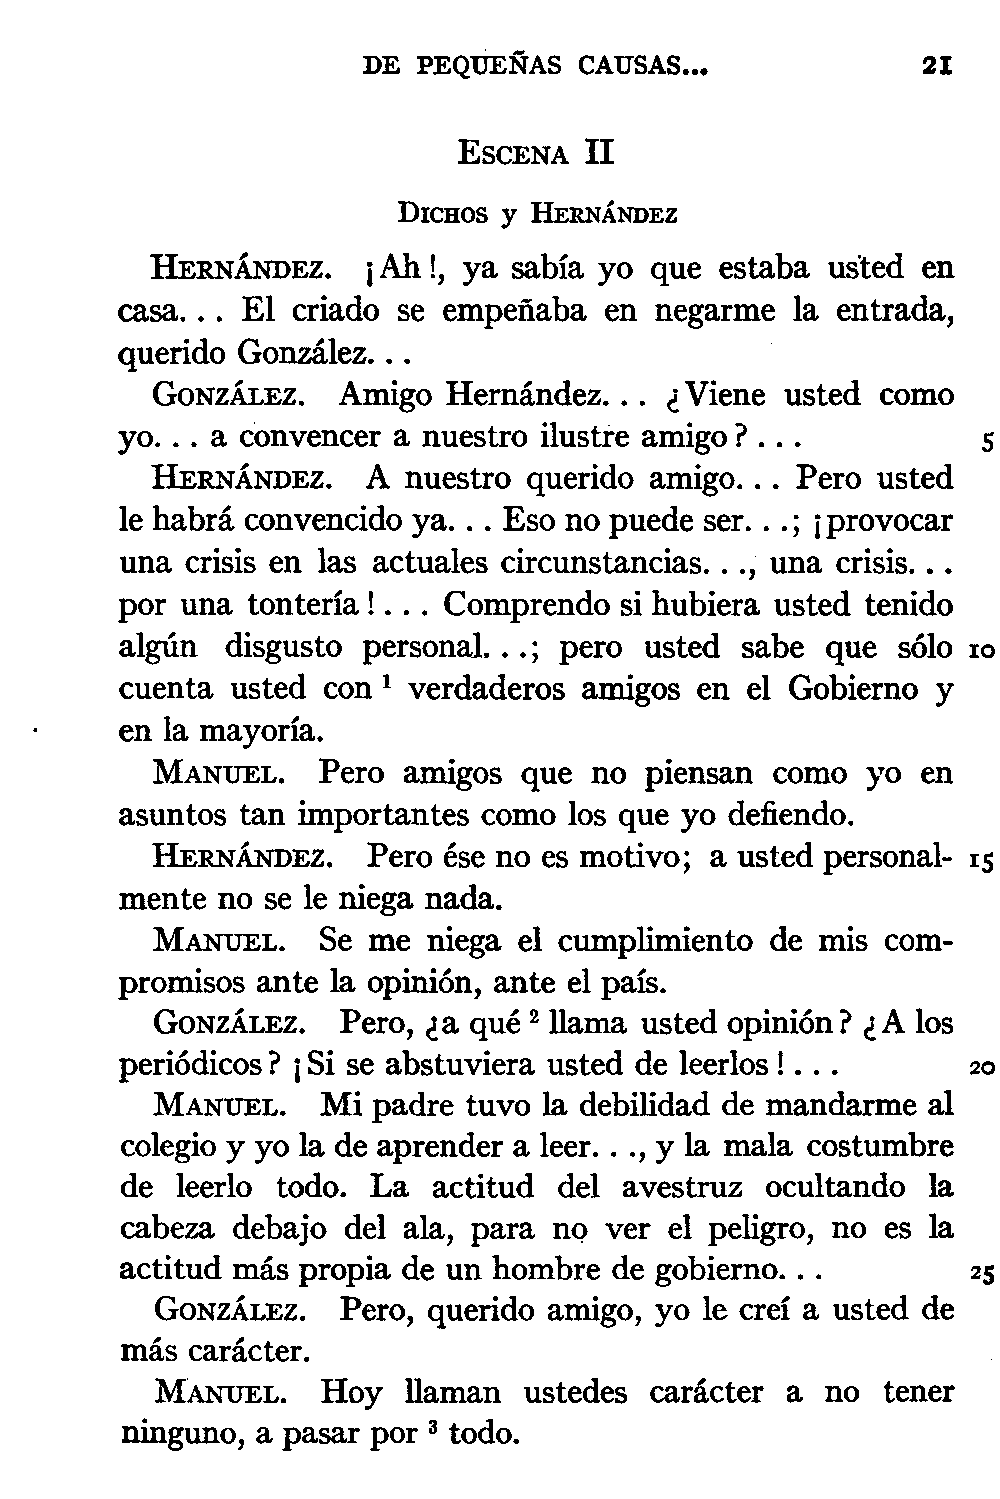 DE PEQUEÑAS CAUSAS... 21
ESCENA II
DICHOS y HERNÁNDEZ
HERNÁNDEZ. ¡Ah!, ya sabía yo que estaba usted en
casa... El criado se empeñaba en negarme la entrada,
querido González...
GONZÁLEZ. Amigo Hernández... ¿Viene usted como
yo... a convencer a nuestro ilustre amigo?... 5
HERNÁNDEZ. A nuestro querido amigo... Pero usted
le habrá convencido ya... Eso no puede ser...; ¡provocar
una crisis en las actuales circunstancias..., una crisis...
por una tontería!... Comprendo si hubiera usted tenido
algún disgusto personal...; pero usted sabe que sólo 10
cuenta usted con ¹ verdaderos amigos en el Gobierno y
en la mayoría.
MANUEL. Pero amigos que no piensan como yo en
asuntos tan importantes como los que yo defiendo.
HERNÁNDEZ. Pero ése no es motivo; a usted personal- 15
mente no se le niega nada.
MANUEL. Se me niega el cumplimiento de mis com-
promisos ante la opinión, ante el país.
GONZÁLEZ. Pero, ¿a qué ² llama usted opinión? ¿A los
periódicos? ¡Si se abstuviera usted de leerlos!... 20
MANUEL. Mi padre tuvo la debilidad de mandarme al
colegio y yo la de aprender a leer..., y la mala costumbre
de leerlo todo. La actitud del avestruz ocultando la
cabeza debajo del ala, para no ver el peligro, no es la
actitud más propia de un hombre de gobierno... 25
GONZÁLEZ. Pero, querido amigo, yo le creí a usted de
más carácter.
MANUEL. Hoy llaman ustedes carácter a no tener
ninguno, a pasar por ³ todo.